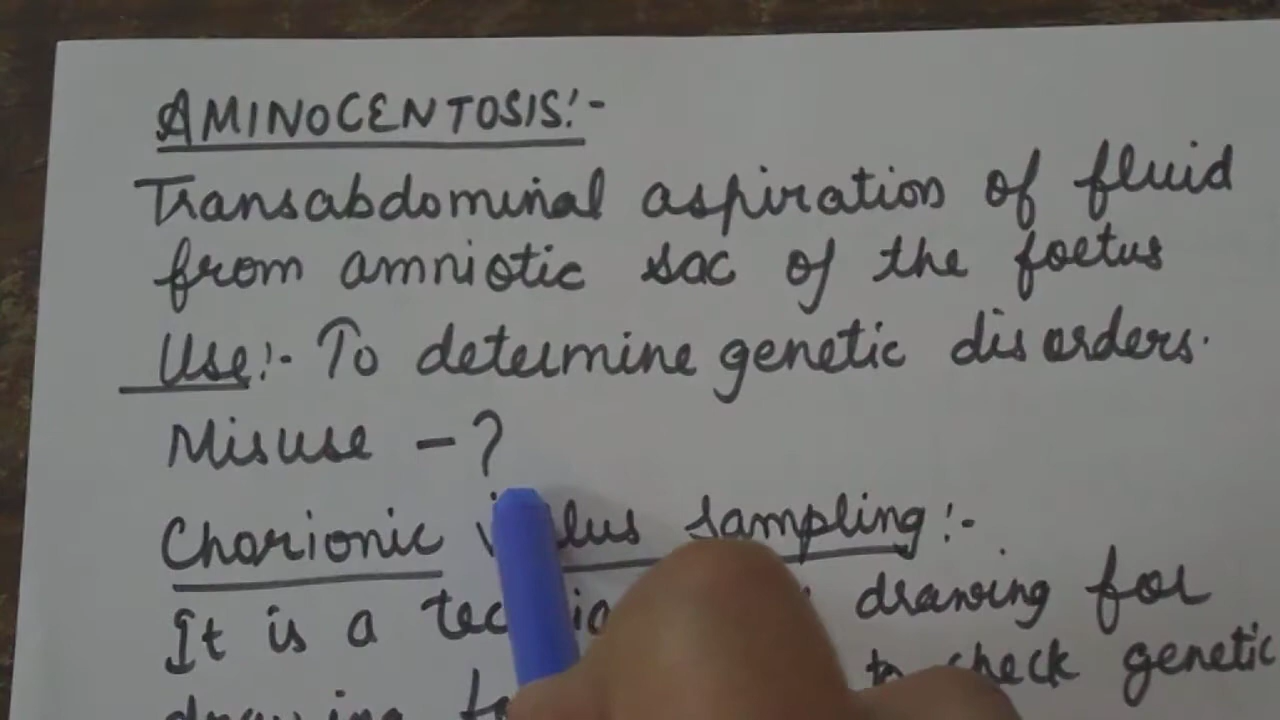 AMINOCENTOSIS:-
Transabdominal aspiration of fluid
from amniotic sac of the foetus
Use:- To determine genetic disorders.
Misuse - ?
Chorionic sampling:-
It is a drawing for
check genetic